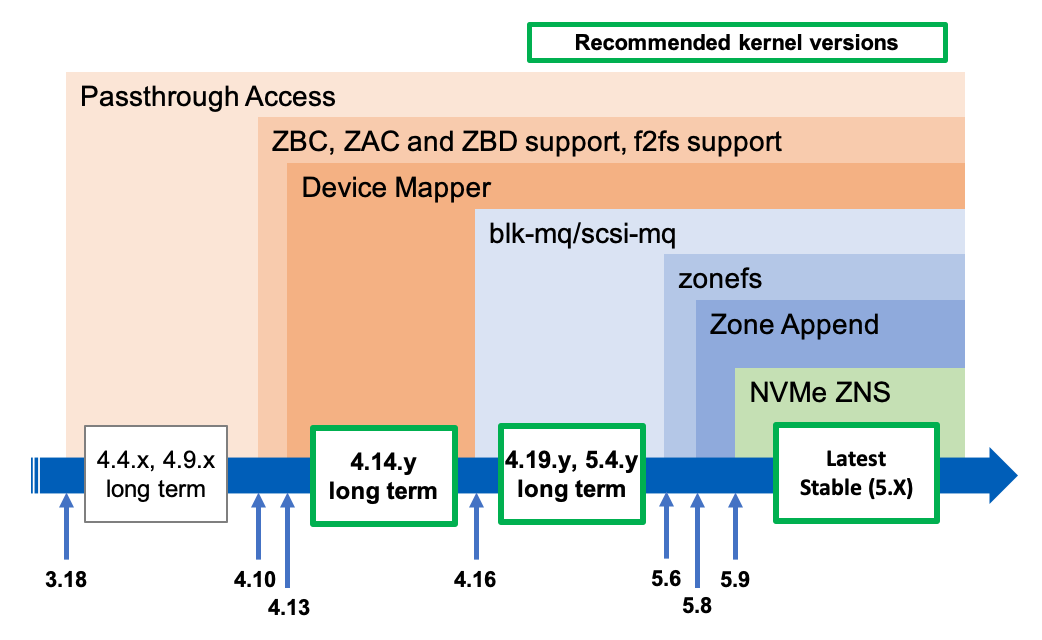 Recommended kernel versions
Passthrough Access
ZBC, ZAC and ZBD support, f2fs support
Device Mapper
blk-mq/scsi-mq
zonefs
Zone Append
NVMe ZNS
4.4.x, 4.9.x
long term
4.14.y
long term
4.19.y, 5.4.y
long term
Latest
Stable (5.X)
3.18
4.10
4.13
4.16
5.6
5.8
5.9